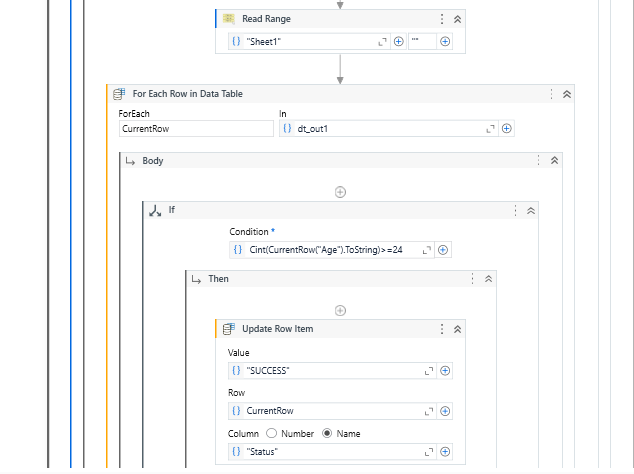 Read Range
{} "Sheet1"
""
For Each Row in Data Table
ForEach
In
CurrentRow
{} dt_out1
Body
If
Condition *
{} Cint(CurrentRow("Age").ToString)>=24
Then
Update Row Item
Value
{} "SUCCESS"
Row
{} CurrentRow
Column Number Name
{} "Status"